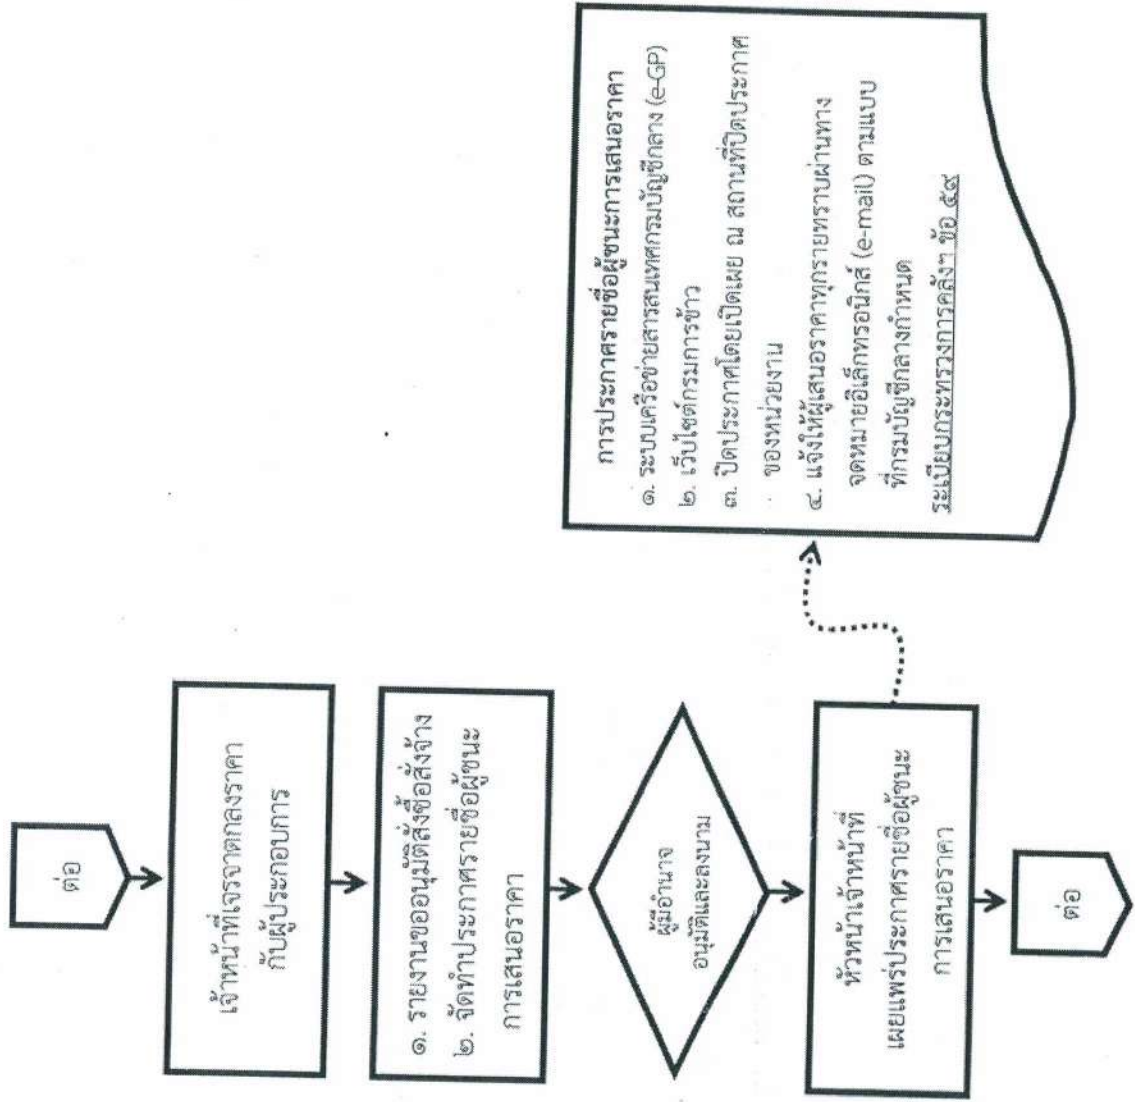 ต่อ
เจ้าหน้าที่เจรจาตกลงราคา
กับผู้ประกอบการ
๑. รายงานขออนุมัติสั่งซื้อสั่งจ้าง
๒. จัดทำประกาศรายชื่อผู้ชนะ
การเสนอราคา
ผู้มีอำนาจ
อนุมัติและลงนาม
หัวหน้าเจ้าหน้าที่
เผยแพร่ประกาศรายชื่อผู้ชนะ
การเสนอราคา
ต่อ
การประกาศรายชื่อผู้ชนะการเสนอราคา
๑. ระบบเครือข่ายสารสนเทศกรมบัญชีกลาง (e-GP)
๒. เว็บไซต์กรมการข้าว
๓. ปิดประกาศโดยเปิดเผย ณ สถานที่ปิดประกาศ
ของหน่วยงาน
๔. แจ้งให้ผู้เสนอราคาทุกรายทราบผ่านทาง
จดหมายอิเล็กทรอนิกส์ (e-mail) ตามแบบ
ที่กรมบัญชีกลางกำหนด
ระเบียบกระทรวงการคลังฯ ข้อ ๕๙